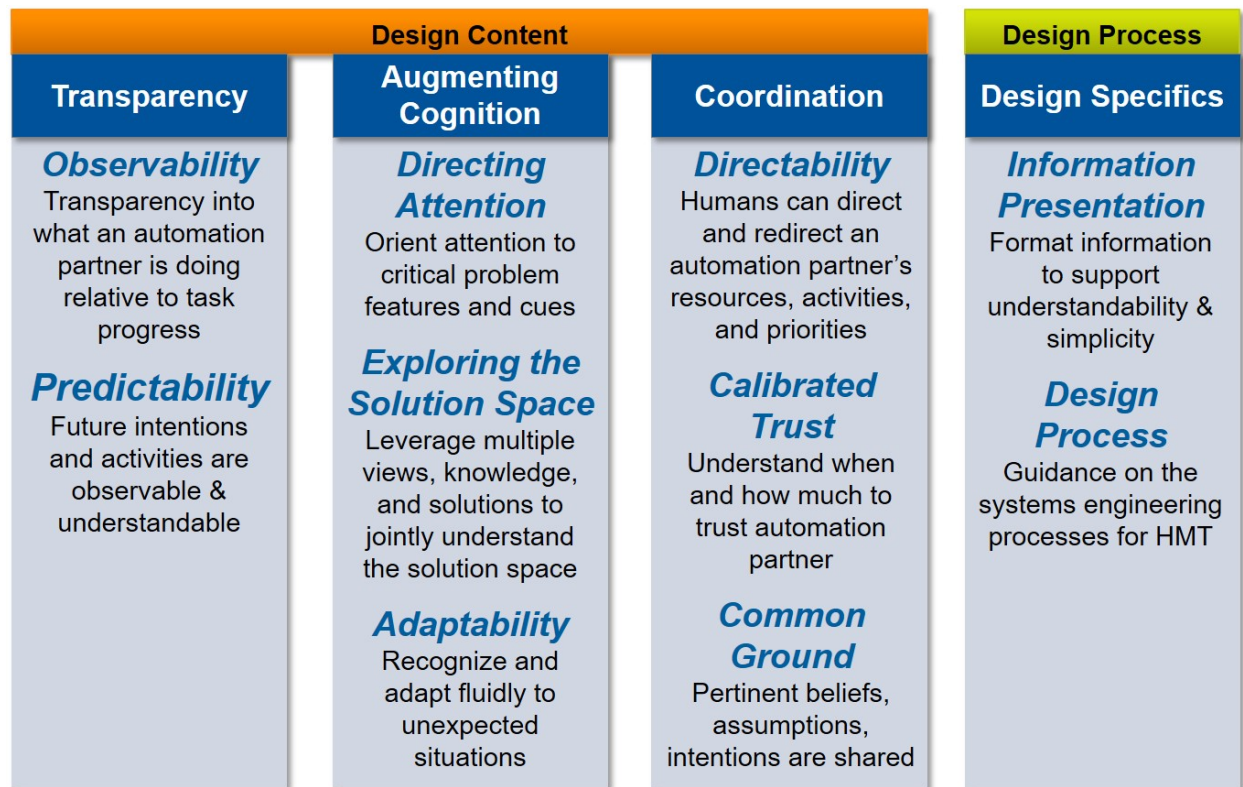 Design Content
Transparency
Observability
Transparency into
what an automation
partner is doing
relative to task
progress
Predictability
Future intentions
and activities are
observable &
understandable
Augmenting
Cognition
Directing
Attention
Orient attention to
critical problem
features and cues
Exploring the
Solution Space
Leverage multiple
views, knowledge,
and solutions to
jointly understand
the solution space
Adaptability
Recognize and
adapt fluidly to
unexpected
situations
Coordination
Directability
Humans can direct
and redirect an
automation partner’s
resources, activities,
and priorities
Calibrated
Trust
Understand when
and how much to
trust automation
partner
Common
Ground
Pertinent beliefs,
assumptions,
intentions are shared
Design Process
Design Specifics
Information
Presentation
Format information
to support
understandability &
simplicity
Design
Process
Guidance on the
systems engineering
processes for HMT